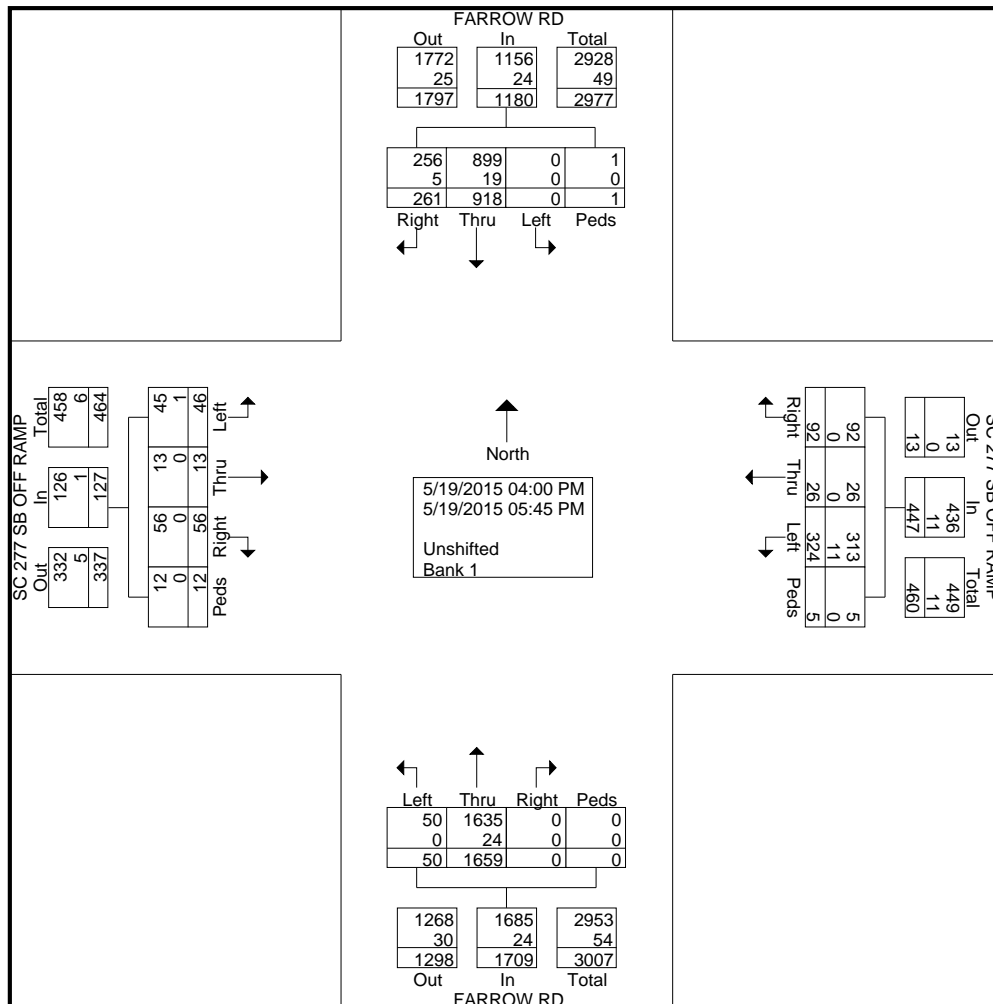 FARROW RD
Out In Total
1772 1156 2928
25 24 49
1797 1180 2977
256 899 0 1
5 19 0 0
261 918 0 1
Right Thru Left Peds
SC 277 SB OFF RAMP
Total In Out
458 126 332
6 1 5
464 127 337
45 13 56 12
1 0 0 0
46 13 56 12
Left Thru Right Peds
North
5/19/2015 04:00 PM
5/19/2015 05:45 PM
Unshifted
Bank 1
Right Thru Left Peds
92 26 324 5
0 0 11 0
92 26 313 5
13 447 460
0 11 11
13 436 449
Out In Total
SC 277 SB OFF RAMP
Left Thru Right Peds
50 1635 0 0
0 24 0 0
50 1659 0 0
1268 1685 2953
30 24 54
1298 1709 3007
Out In Total
FARROW RD